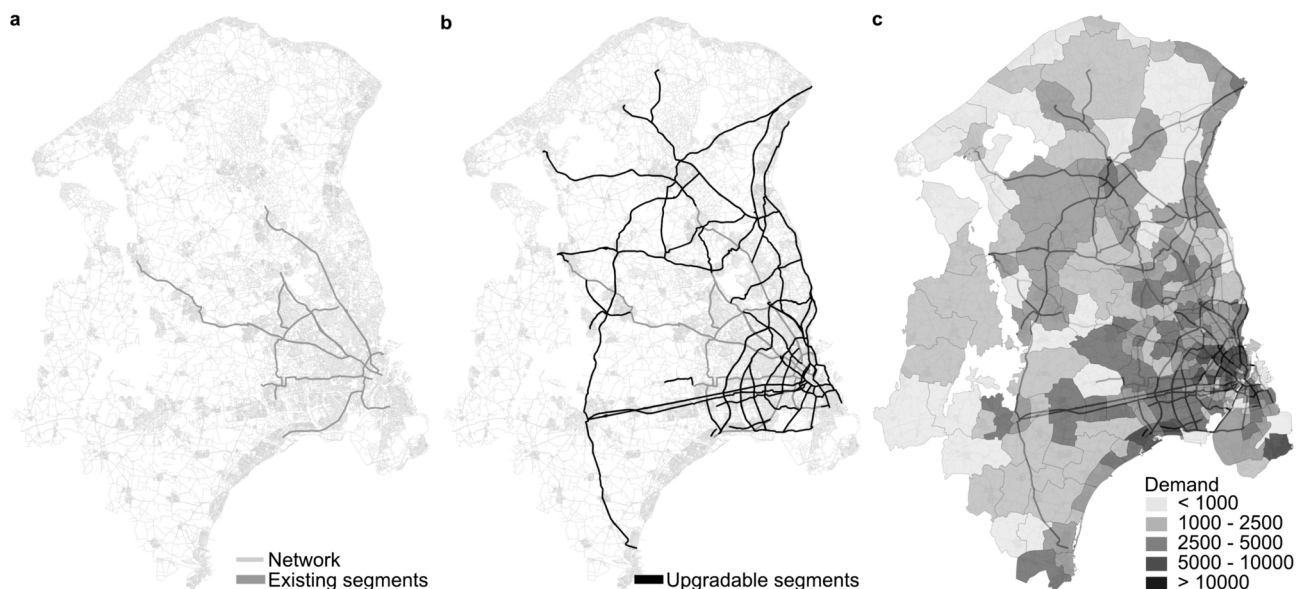 a
b
c
Network
Existing segments
Upgradable segments
Demand
< 1000
1000 - 2500
2500 - 5000
5000 - 10000
> 10000